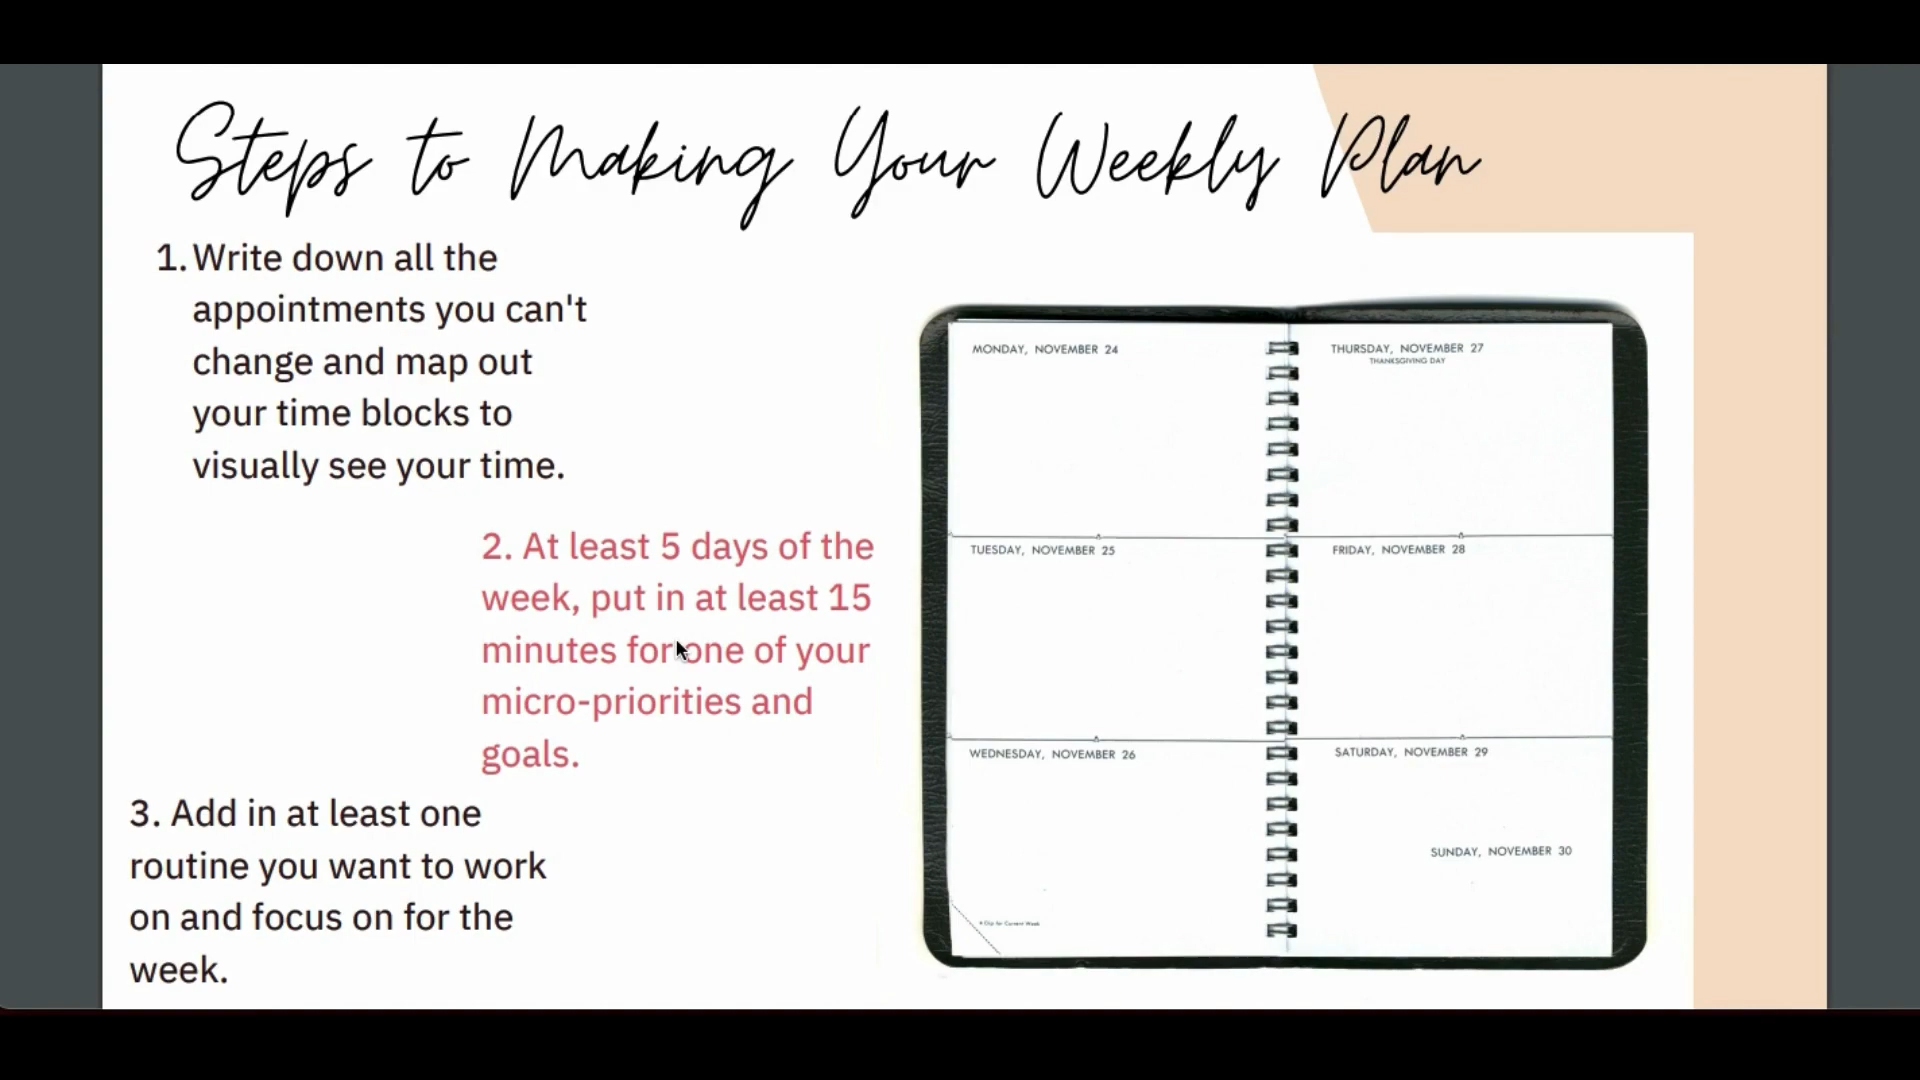 Steps to Making Your Weekly Plan
1. Write down all the
appointments you can't
change and map out
your time blocks to
visually see your time.
2. At least 5 days of the
week, put in at least 15
minutes for one of your
micro-priorities and
goals.
3. Add in at least one
routine you want to work
on and focus on for the
week.
MONDAY, NOVEMBER 24
TUESDAY, NOVEMBER 25
WEDNESDAY, NOVEMBER 26
Clip for Current Week
THURSDAY, NOVEMBER 27
THANKSGIVING DAY
FRIDAY, NOVEMBER 28
SATURDAY, NOVEMBER 29
SUNDAY, NOVEMBER 30